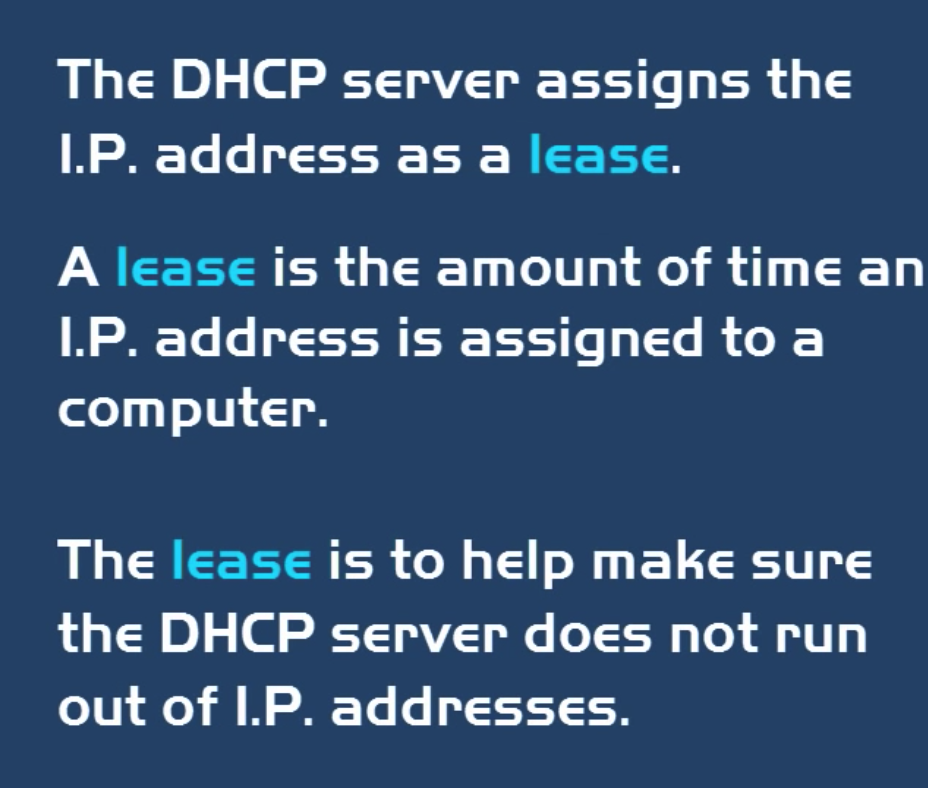 The DHCP server assigns the
I.P. address as a lease.
A lease is the amount of time an
I.P. address is assigned to a
computer.
The lease is to help make sure
the DHCP server does not run
out of I.P. addresses.